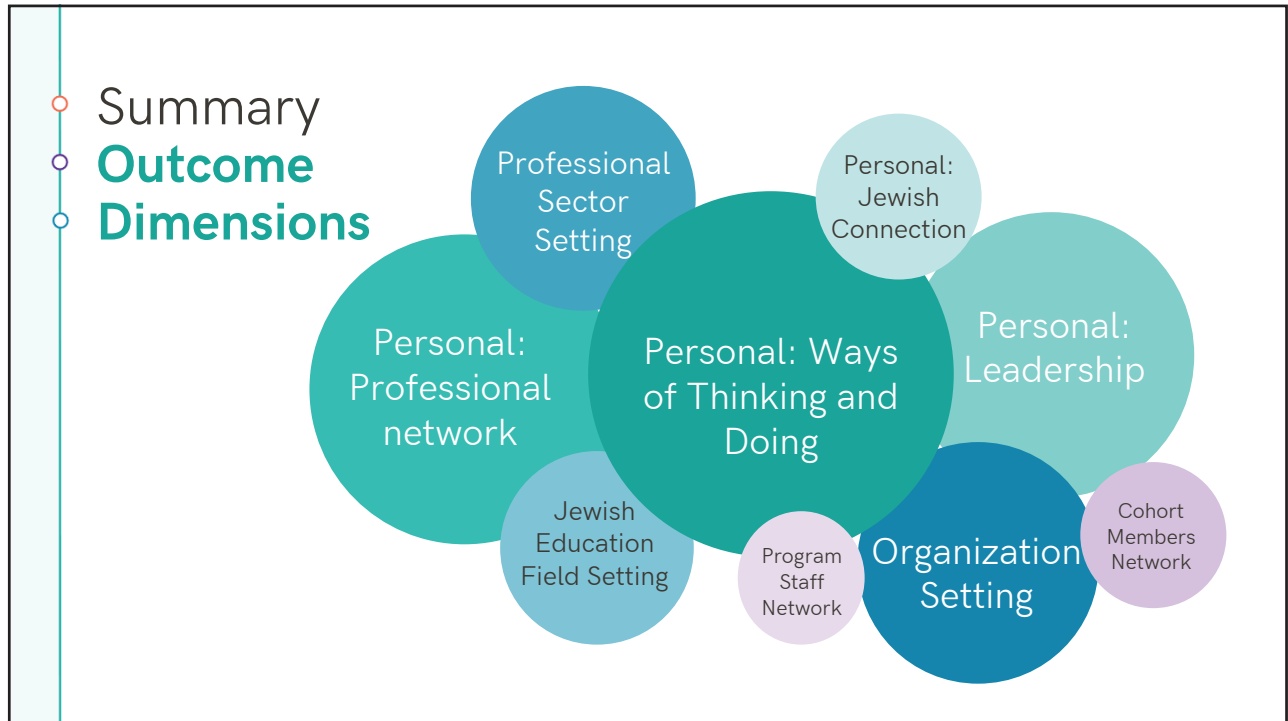 Summary
Outcome
Dimensions
Professional
Sector
Setting
Personal:
Jewish
Connection
Personal:
Professional
network
Personal: Ways
of Thinking and
Doing
Personal:
Leadership
Jewish
Education
Field Setting
Program
Staff
Network
Organization
Setting
Cohort
Members
Network